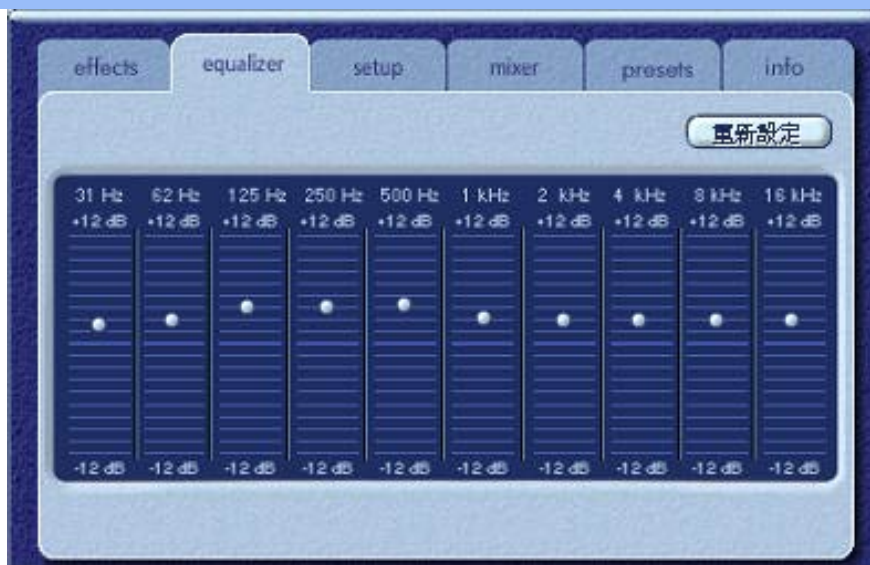 effects equalizer setup mixer presets info
重新設定
31 Hz 62 Hz 125 Hz 250 Hz 500 Hz 1 kHz 2 kHz 4 kHz 8 kHz 16 kHz
+12 dB +12 dB +12 dB +12 dB +12 dB +12 dB +12 dB +12 dB +12 dB +12 dB
-12 dB -12 dB -12 dB -12 dB -12 dB -12 dB -12 dB -12 dB -12 dB -12 dB